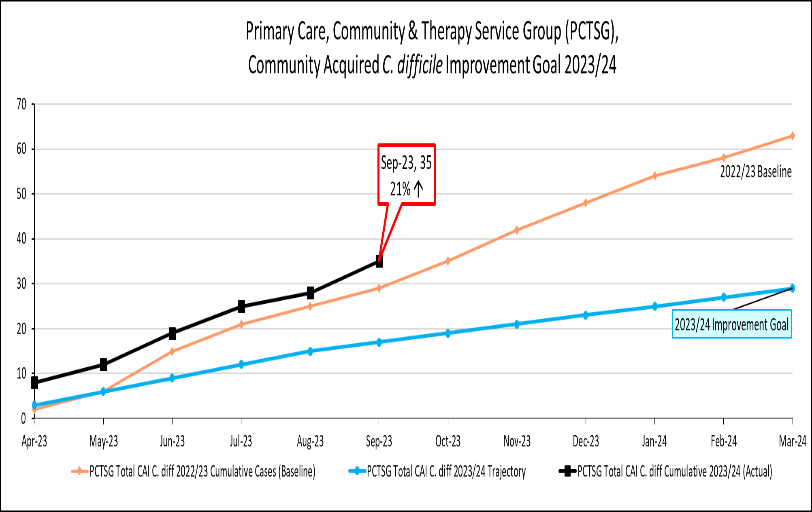 Primary Care, Community & Therapy Service Group (PCTSG),
Community Acquired C. difficile Improvement Goal 2023/24
70
60
50
40
30
20
10
0
Sep-23, 35
21% ↑
2022/23 Baseline
2023/24 Improvement Goal
Apr-23 May-23 Jun-23 Jul-23 Aug-23 Sep-23 Oct-23 Nov-23 Dec-23 Jan-24 Feb-24 Mar-24
PCTSG Total CAI C. diff 2022/23 Cumulative Cases (Baseline) PCTSG Total CAI C. diff 2023/24 Trajectory PCTSG Total CAI C. diff Cumulative 2023/24 (Actual)